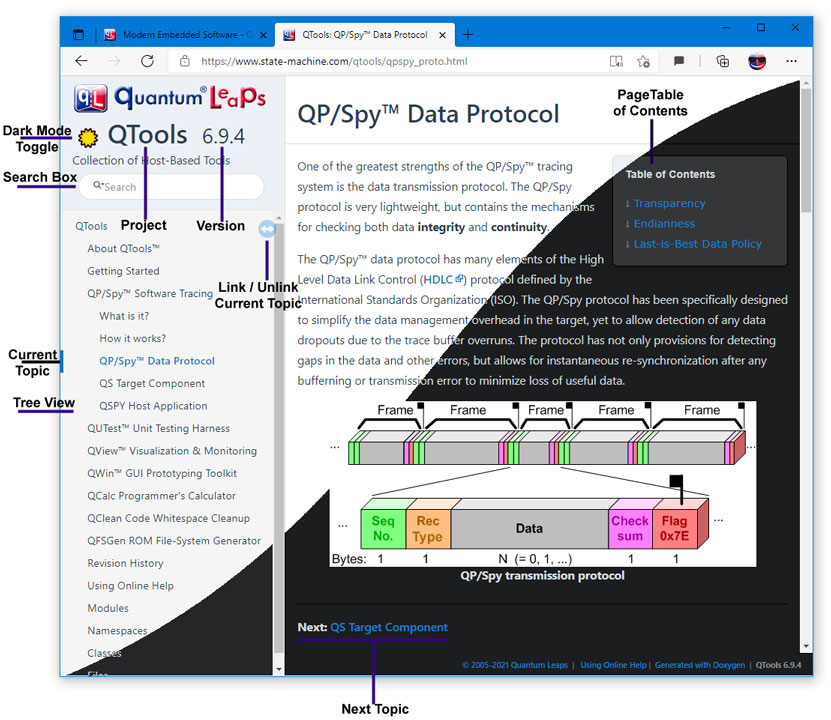 Modern Embedded Software - Q
QTools: QP/Spy™ Data Protocol
https://www.state-machine.com/qtools/qpspy_proto.html
QL Quantum® LeaPs
QTools 6.9.4
Collection of Host-Based Tools
Search
Dark Mode
Toggle
Search Box
Project
Version
Link / Unlink
Current Topic
Current
Topic
Tree View
QTools
About QTools™
Getting Started
QP/Spy™ Software Tracing
What is it?
How it works?
QP/Spy™ Data Protocol
QS Target Component
QSPY Host Application
QUTest™ Unit Testing Harness
QView™ Visualization & Monitoring
QWin™ GUI Prototyping Toolkit
QCalc Programmer's Calculator
QClean Code Whitespace Cleanup
QFSGen ROM File-System Generator
Revision History
Using Online Help
Modules
Namespaces
Classes
Files
QP/Spy™ Data Protocol
PageTable
of Contents
Table of Contents
↓ Transparency
↓ Endianness
↓ Last-is-Best Data Policy
One of the greatest strengths of the QP/Spy™ tracing
system is the data transmission protocol. The QP/Spy
protocol is very lightweight, but contains the mechanisms
for checking both data integrity and continuity.
The QP/Spy™ data protocol has many elements of the High
Level Data Link Control (HDLC) protocol defined by the
International Standards Organization (ISO). The QP/Spy protocol has been specifically designed
to simplify the data management overhead in the target, yet to allow detection of any data
dropouts due to the trace buffer overruns. The protocol has not only provisions for detecting
gaps in the data and other errors, but allows for instantaneous re-synchronization after any
bufferning or transmission error to minimize loss of useful data.
Frame Frame Frame Frame Frame
... ...
... Seq
No. Rec
Type Data Check
sum Flag
0x7E ...
Bytes: 1 1 N (= 0, 1, ...) 1 1
QP/Spy transmission protocol
Next: QS Target Component
© 2005-2021 Quantum Leaps | Using Online Help | Generated with Doxygen | QTools 6.9.4
Next Topic